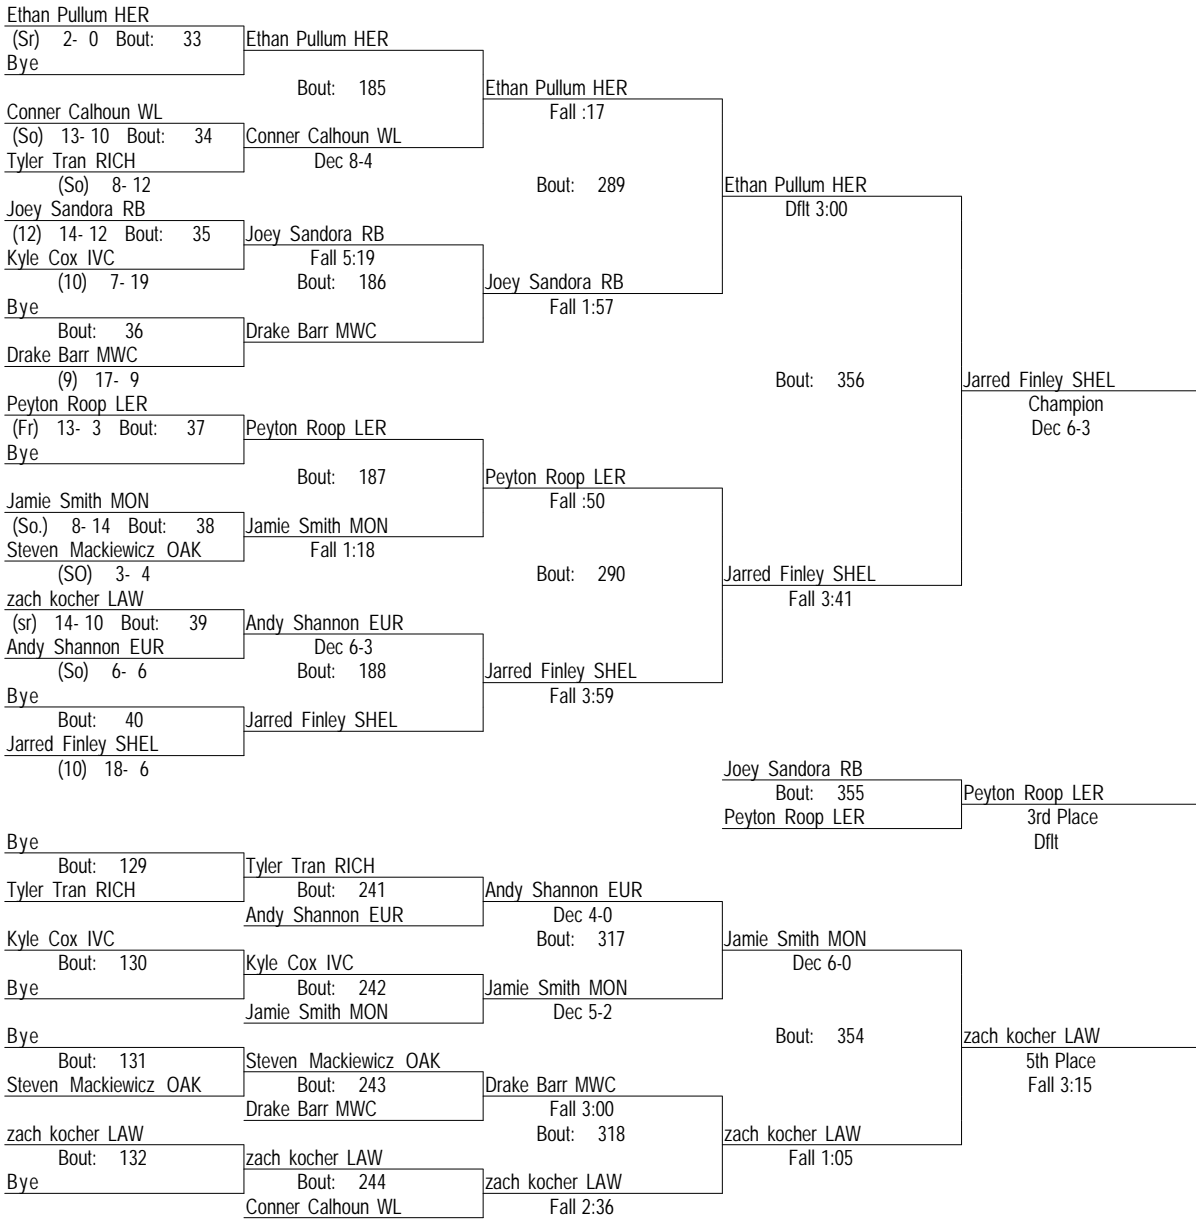 Ethan Pullum HER
(Sr) 2- 0 Bout: 33 Ethan Pullum HER
Bye
Bout: 185 Ethan Pullum HER
Conner Calhoun WL Fall :17
(So) 13- 10 Bout: 34 Conner Calhoun WL
Tyler Tran RICH Dec 8-4
(So) 8- 12 Bout: 289 Ethan Pullum HER
Joey Sandora RB Dflt 3:00
(12) 14- 12 Bout: 35 Joey Sandora RB
Kyle Cox IVC Fall 5:19
(10) 7- 19 Bout: 186 Joey Sandora RB
Bye Fall 1:57
Bout: 36 Drake Barr MWC
Drake Barr MWC
(9) 17- 9 Bout: 356 Jarred Finley SHEL
Peyton Roop LER Champion
(Fr) 13- 3 Bout: 37 Peyton Roop LER Dec 6-3
Bye
Bout: 187 Peyton Roop LER
Jamie Smith MON Fall :50
(So.) 8- 14 Bout: 38 Jamie Smith MON
Steven Mackiewicz OAK Fall 1:18
(SO) 3- 4 Bout: 290 Jarred Finley SHEL
zach kocher LAW Fall 3:41
(sr) 14- 10 Bout: 39 Andy Shannon EUR
Andy Shannon EUR Dec 6-3
(So) 6- 6 Bout: 188 Jarred Finley SHEL
Bye Fall 3:59
Bout: 40 Jarred Finley SHEL
Jarred Finley SHEL
(10) 18- 6 Joey Sandora RB
Bout: 355 Peyton Roop LER
Peyton Roop LER 3rd Place
Bye Dflt
Bout: 129 Tyler Tran RICH
Tyler Tran RICH Bout: 241 Andy Shannon EUR
Andy Shannon EUR Dec 4-0
Kyle Cox IVC Bout: 317 Jamie Smith MON
Bout: 130 Kyle Cox IVC Dec 6-0
Bye Bout: 242 Jamie Smith MON
Jamie Smith MON Dec 5-2
Bye Bout: 354 zach kocher LAW
Bout: 131 Steven Mackiewicz OAK 5th Place
Steven Mackiewicz OAK Bout: 243 Drake Barr MWC Fall 3:15
Drake Barr MWC Fall 3:00
zach kocher LAW Bout: 318 zach kocher LAW
Bout: 132 zach kocher LAW Fall 1:05
Bye Bout: 244 zach kocher LAW
Conner Calhoun WL Fall 2:36